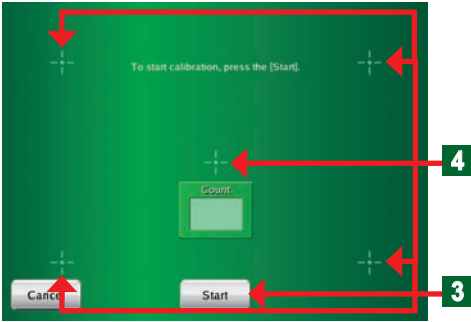 To start calibration, press the [Start].
4
Count
Cancel
Start
3